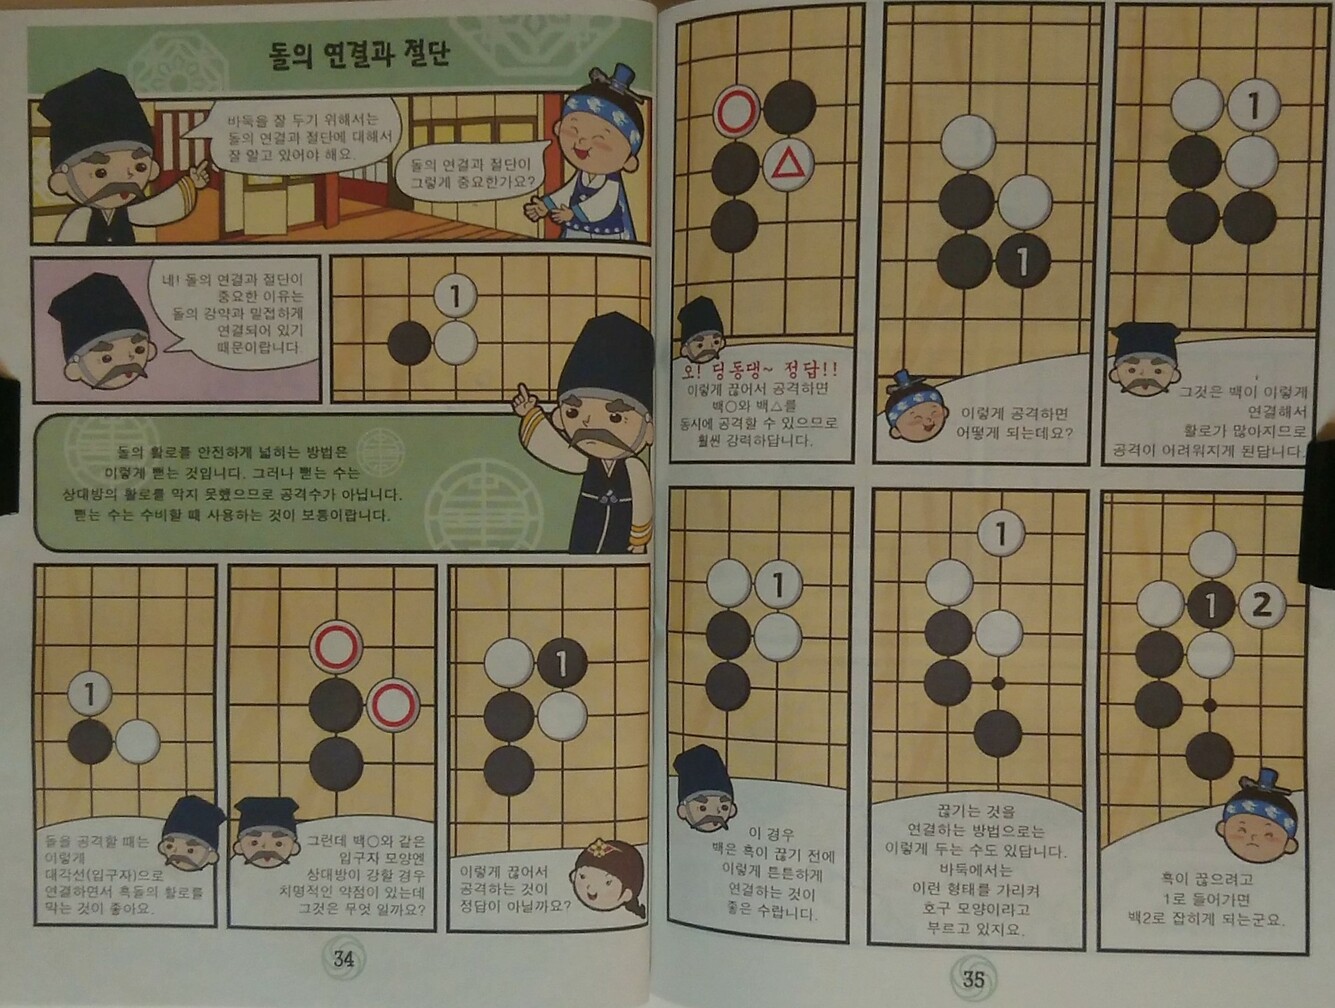 돌의 연결과 절단
바둑을 잘 두기 위해서는
돌의 연결과 절단에 대해서
잘 알고 있어야 해요.
돌의 연결과 절단이
그렇게 중요한가요?
네! 돌의 연결과 절단이
중요한 이유는
돌의 강약과 밀접하게
연결되어 있기
때문이랍니다.
1
돌의 활로를 안전하게 넓히는 방법은
이렇게 뻗는 것입니다. 그러나 뻗는 수는
상대방의 활로를 막지 못했으므로 공격수가 아닙니다.
뻗는 수는 수비할 때 사용하는 것이 보통이랍니다.
1
돌을 공격할 때는
이렇게
대각선(입구자)으로
연결하면서 흑돌의 활로를
막는 것이 좋아요.
그런데 백○와 같은
입구자 모양엔
상대방이 강할 경우
치명적인 약점이 있는데
그것은 무엇 일까요?
1
이렇게 끊어서
공격하는 것이
정답이 아닐까요?
34
오! 딩동댕~ 정답!!
이렇게 끊어서 공격하면
백○와 백△를
동시에 공격할 수 있으므로
훨씬 강력하답니다.
1
이렇게 공격하면
어떻게 되는데요?
1
그것은 백이 이렇게
연결해서
활로가 많아지므로
공격이 어려워지게 된답니다.
1
이 경우
백은 흑이 끊기 전에
이렇게 튼튼하게
연결하는 것이
좋은 수랍니다.
1
끊기는 것을
연결하는 방법으로는
이렇게 두는 수도 있답니다.
바둑에서는
이런 형태를 가리켜
호구 모양이라고
부르고 있지요.
1 2
흑이 끊으려고
1로 들어가면
백2로 잡히게 되는군요.
35